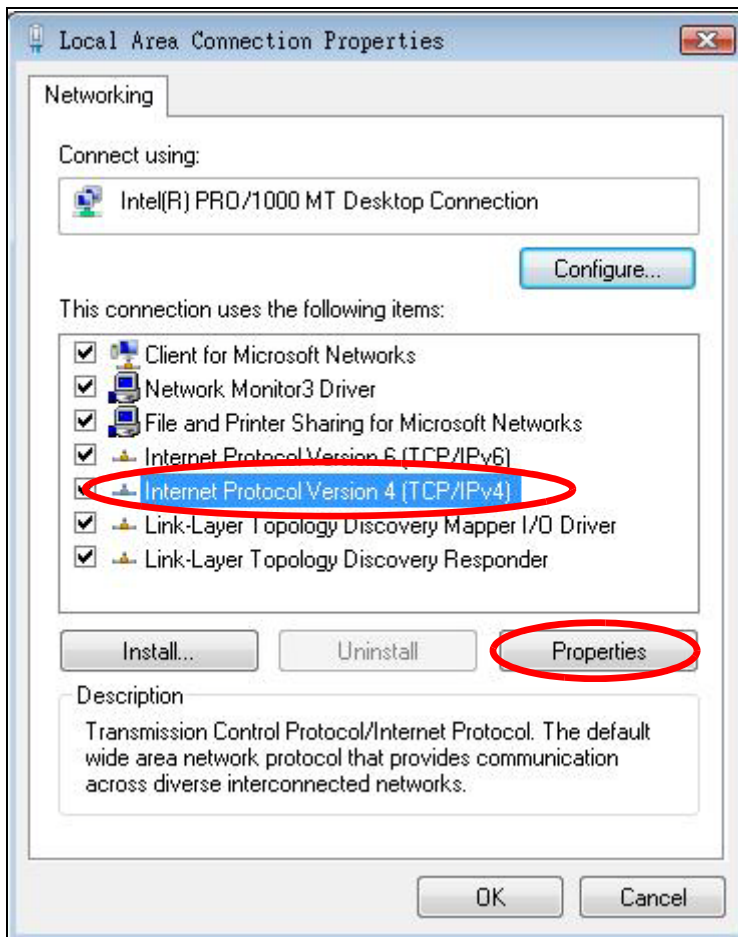 Local Area Connection Properties
Networking
Connect using:
Intel(R) PRO/1000 MT Desktop Connection
Configure...
This connection uses the following items:
Client for Microsoft Networks
Network Monitor3 Driver
File and Printer Sharing for Microsoft Networks
Internet Protocol Version 6 (TCP/IPv6)
Internet Protocol Version 4 (TCP/IPv4)
Link-Layer Topology Discovery Mapper I/O Driver
Link-Layer Topology Discovery Responder
Install...
Uninstall
Properties
Description
Transmission Control Protocol/Internet Protocol. The default
wide area network protocol that provides communication
across diverse interconnected networks.
OK
Cancel